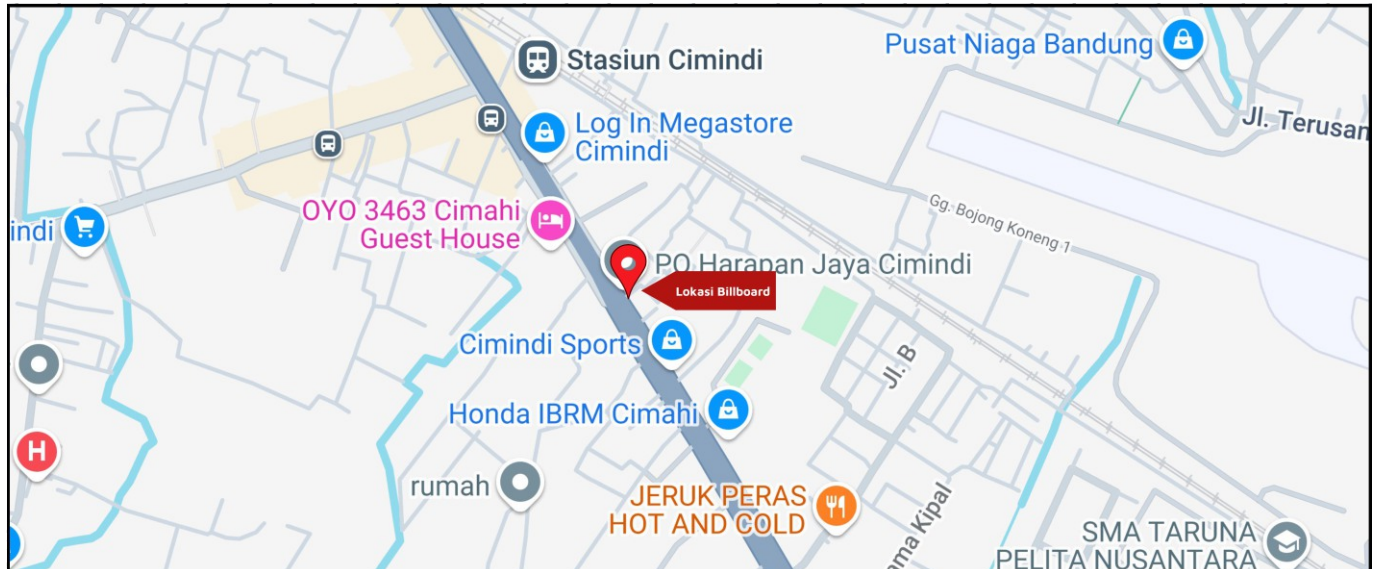 Stasiun Cimindi
Pusat Niaga Bandung
Log In Megastore
Cimindi
Jl. Terusan
OYO 3463 Cimahi
Guest House
indi
Gg. Bojong Koneng 1
PO Harapan Jaya Cimindi
Lokasi Billboard
Cimindi Sports
Jl. B
Honda IBRM Cimahi
H
rumah
JERUK PERAS
HOT AND COLD
ama Kipal
SMA TARUNA
PELITA NUSANTARA